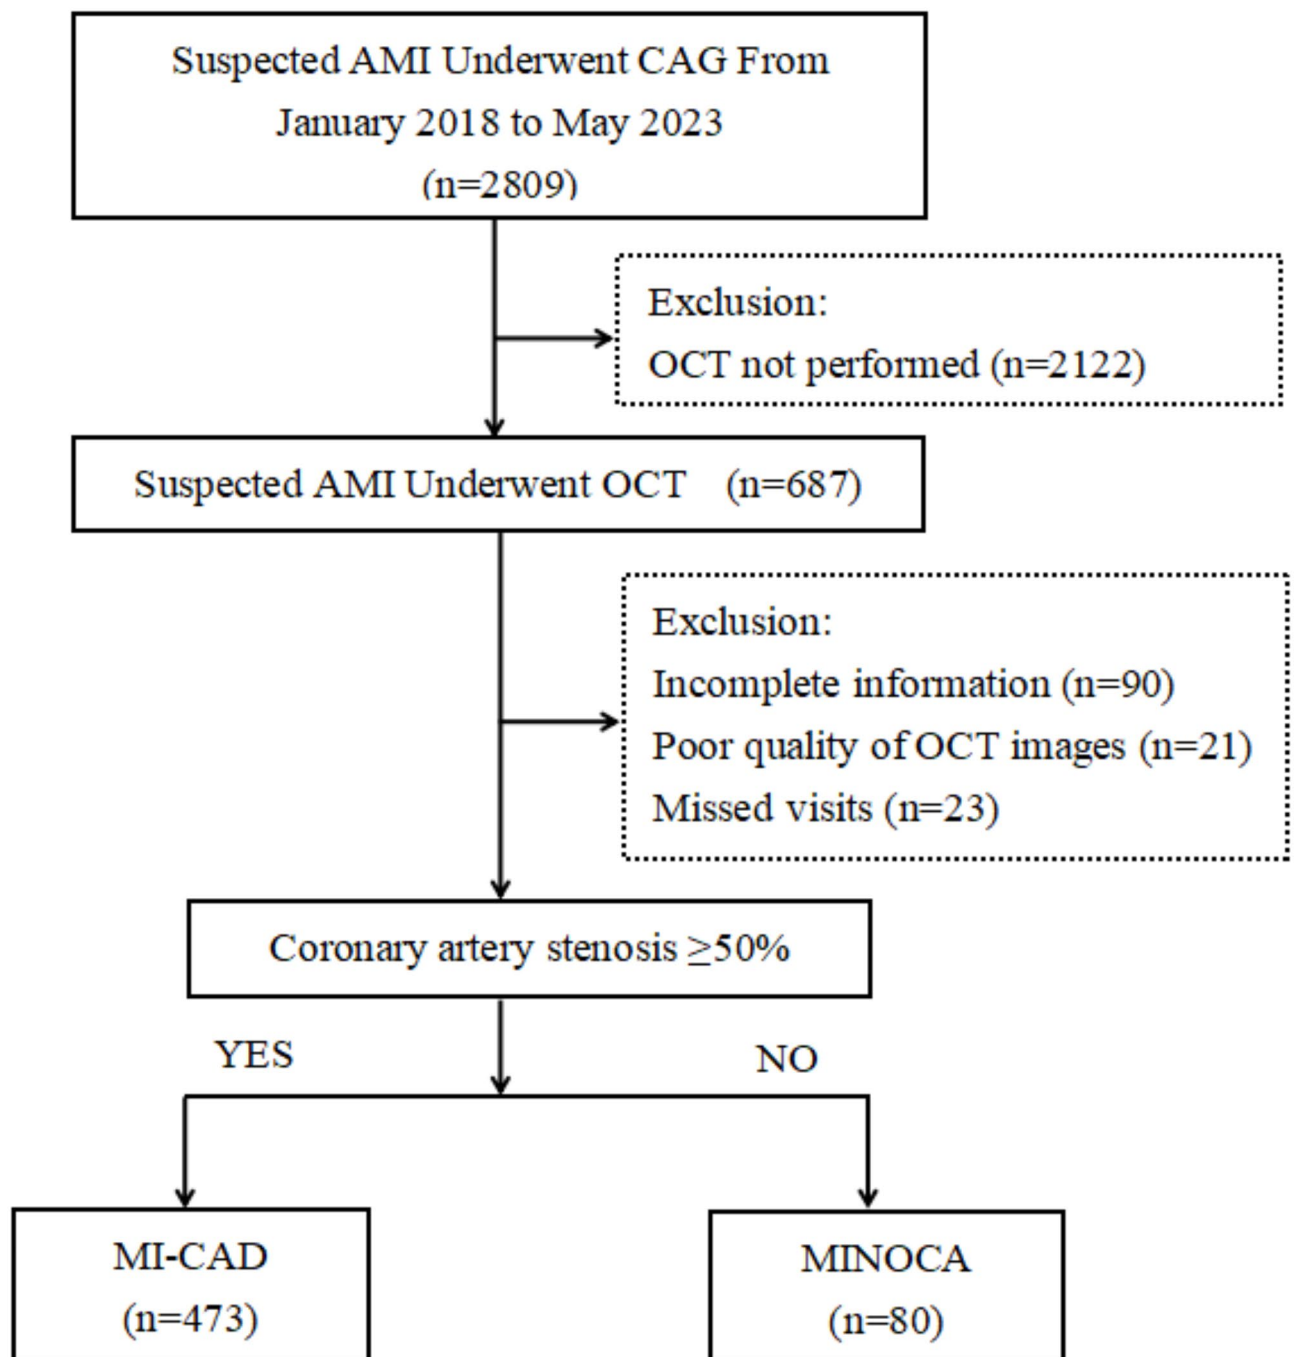 Suspected AMI Underwent CAG From
January 2018 to May 2023
(n=2809)
Exclusion:
OCT not performed (n=2122)
Suspected AMI Underwent OCT (n=687)
Exclusion:
Incomplete information (n=90)
Poor quality of OCT images (n=21)
Missed visits (n=23)
Coronary artery stenosis ≥50%
YES
NO
MI-CAD
(n=473)
MINOCA
(n=80)